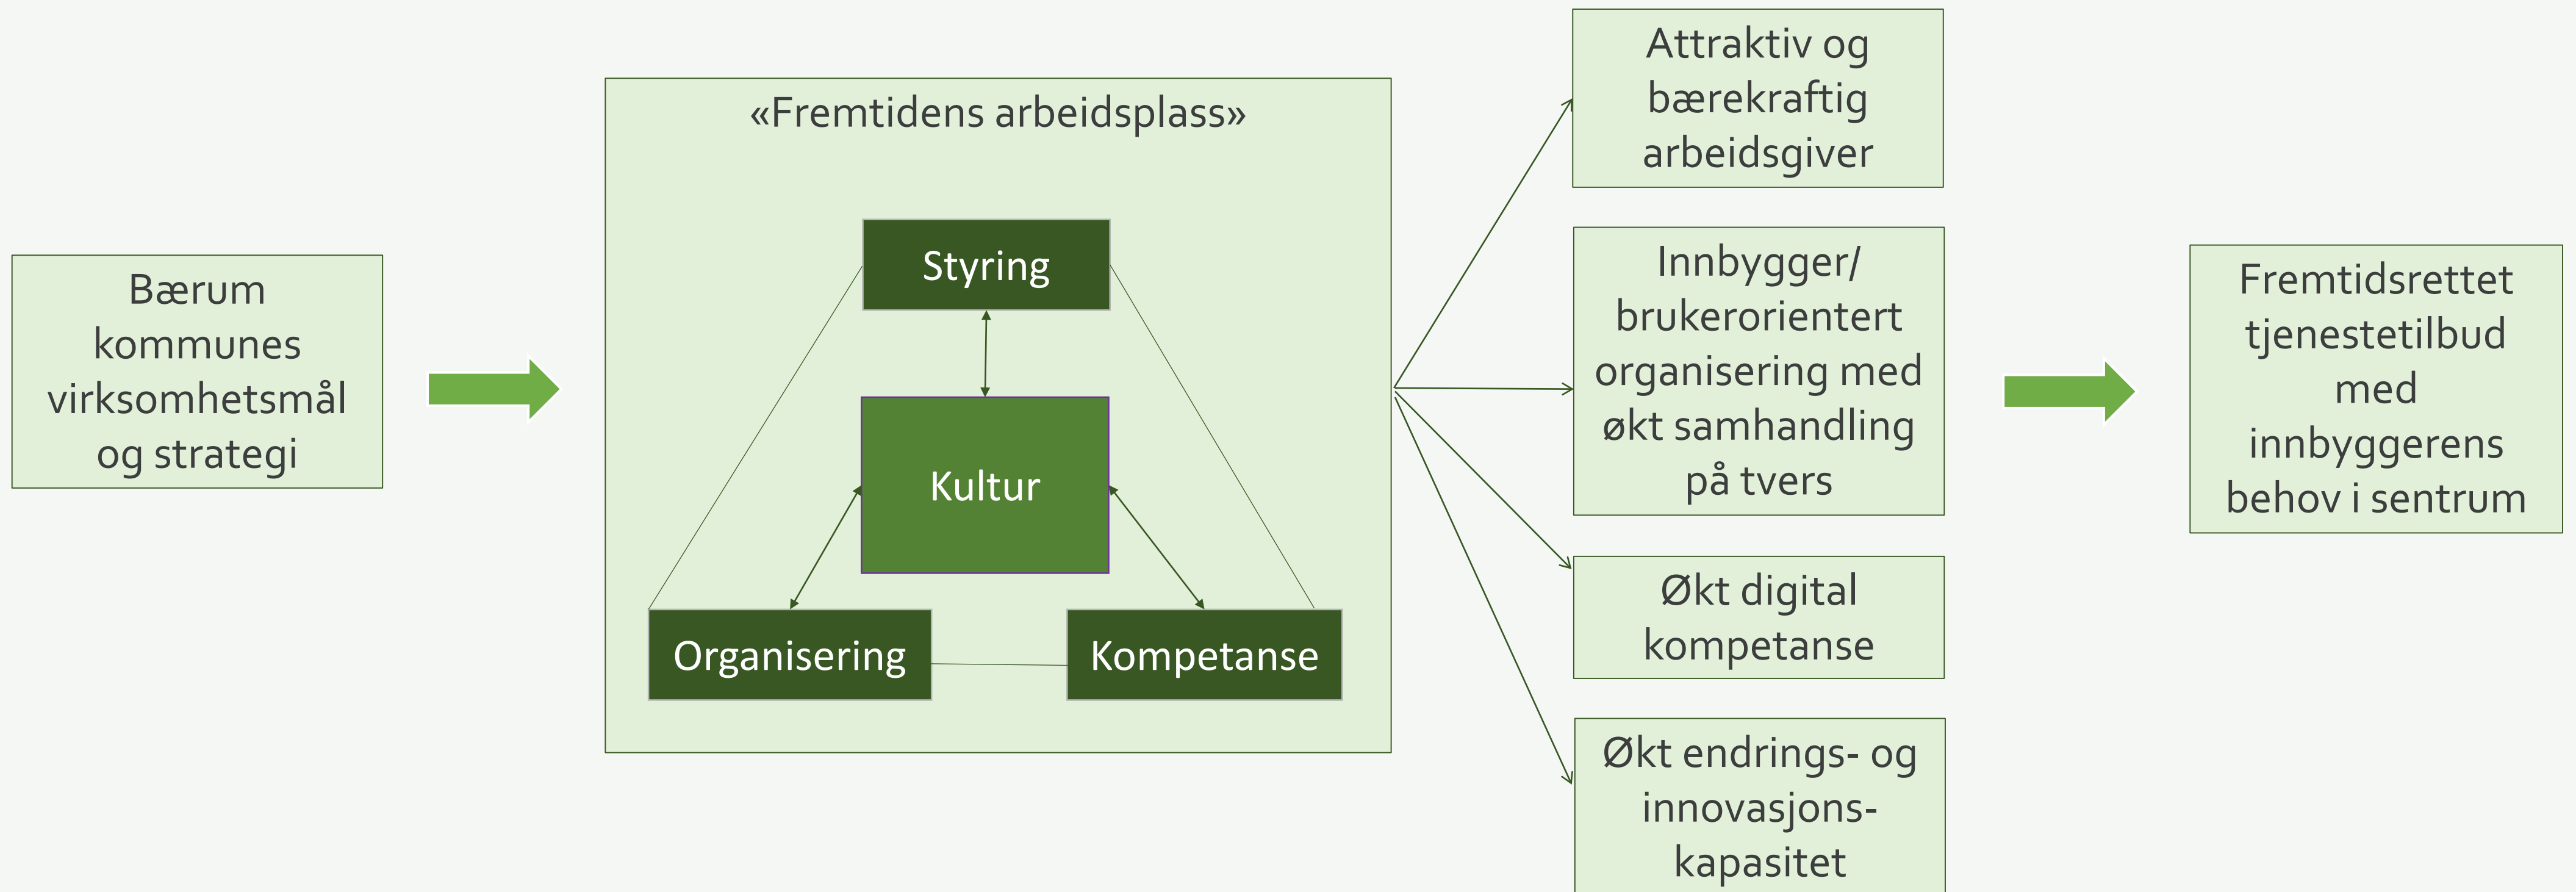 Bærum
kommunes
virksomhetsmål
og strategi
«Fremtidens arbeidsplass»
Styring
Kultur
Organisering
Kompetanse
Attraktiv og
bærekraftig
arbeidsgiver
Innbygger/
brukerorientert
organisering med
økt samhandling
på tvers
Økt digital
kompetanse
Økt endrings- og
innovasjons-
kapasitet
Fremtidsrettet
tjenestetilbud
med
innbyggerens
behov i sentrum